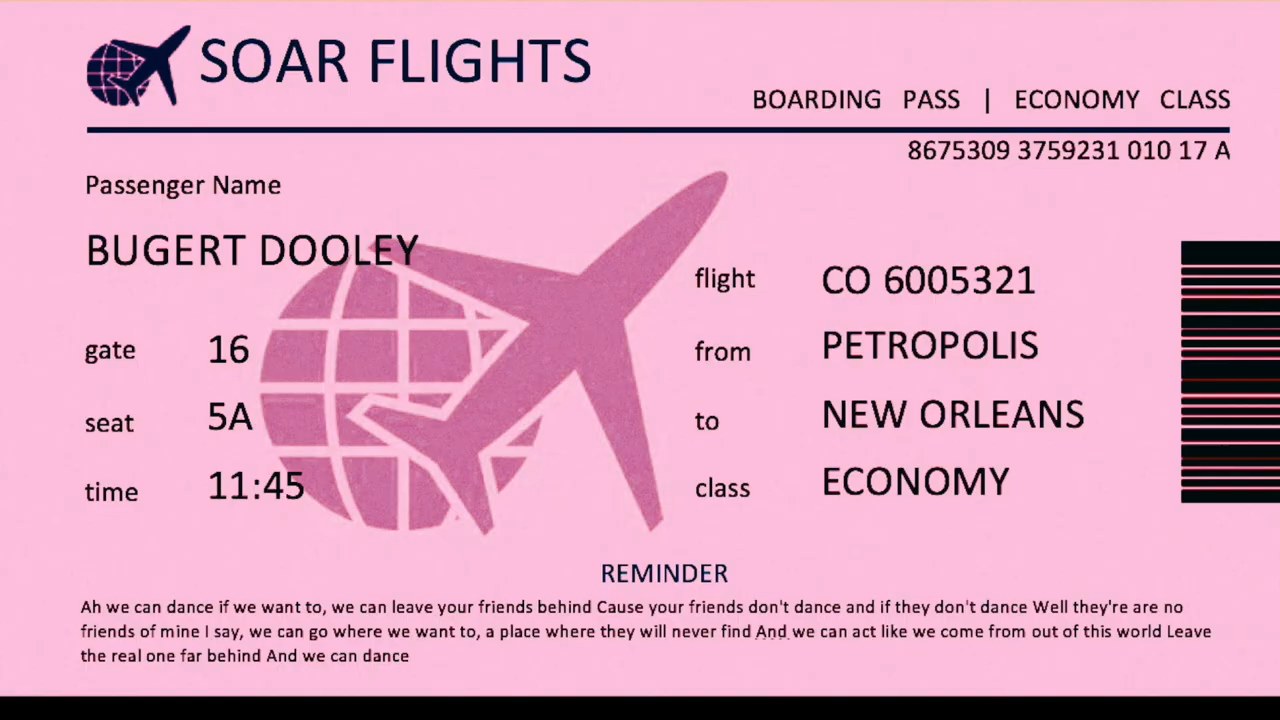 SOAR FLIGHTS
BOARDING PASS | ECONOMY CLASS
8675309 3759231 010 17 A
Passenger Name
BUGERT DOOLEY
flight CO 6005321
gate 16
from PETROPOLIS
seat 5A
to NEW ORLEANS
time 11:45
class ECONOMY
REMINDER
Ah we can dance if we want to, we can leave your friends behind Cause your friends don't dance and if they don't dance Well they're are no
friends of mine I say, we can go where we want to, a place where they will never find And we can act like we come from out of this world Leave
the real one far behind And we can dance